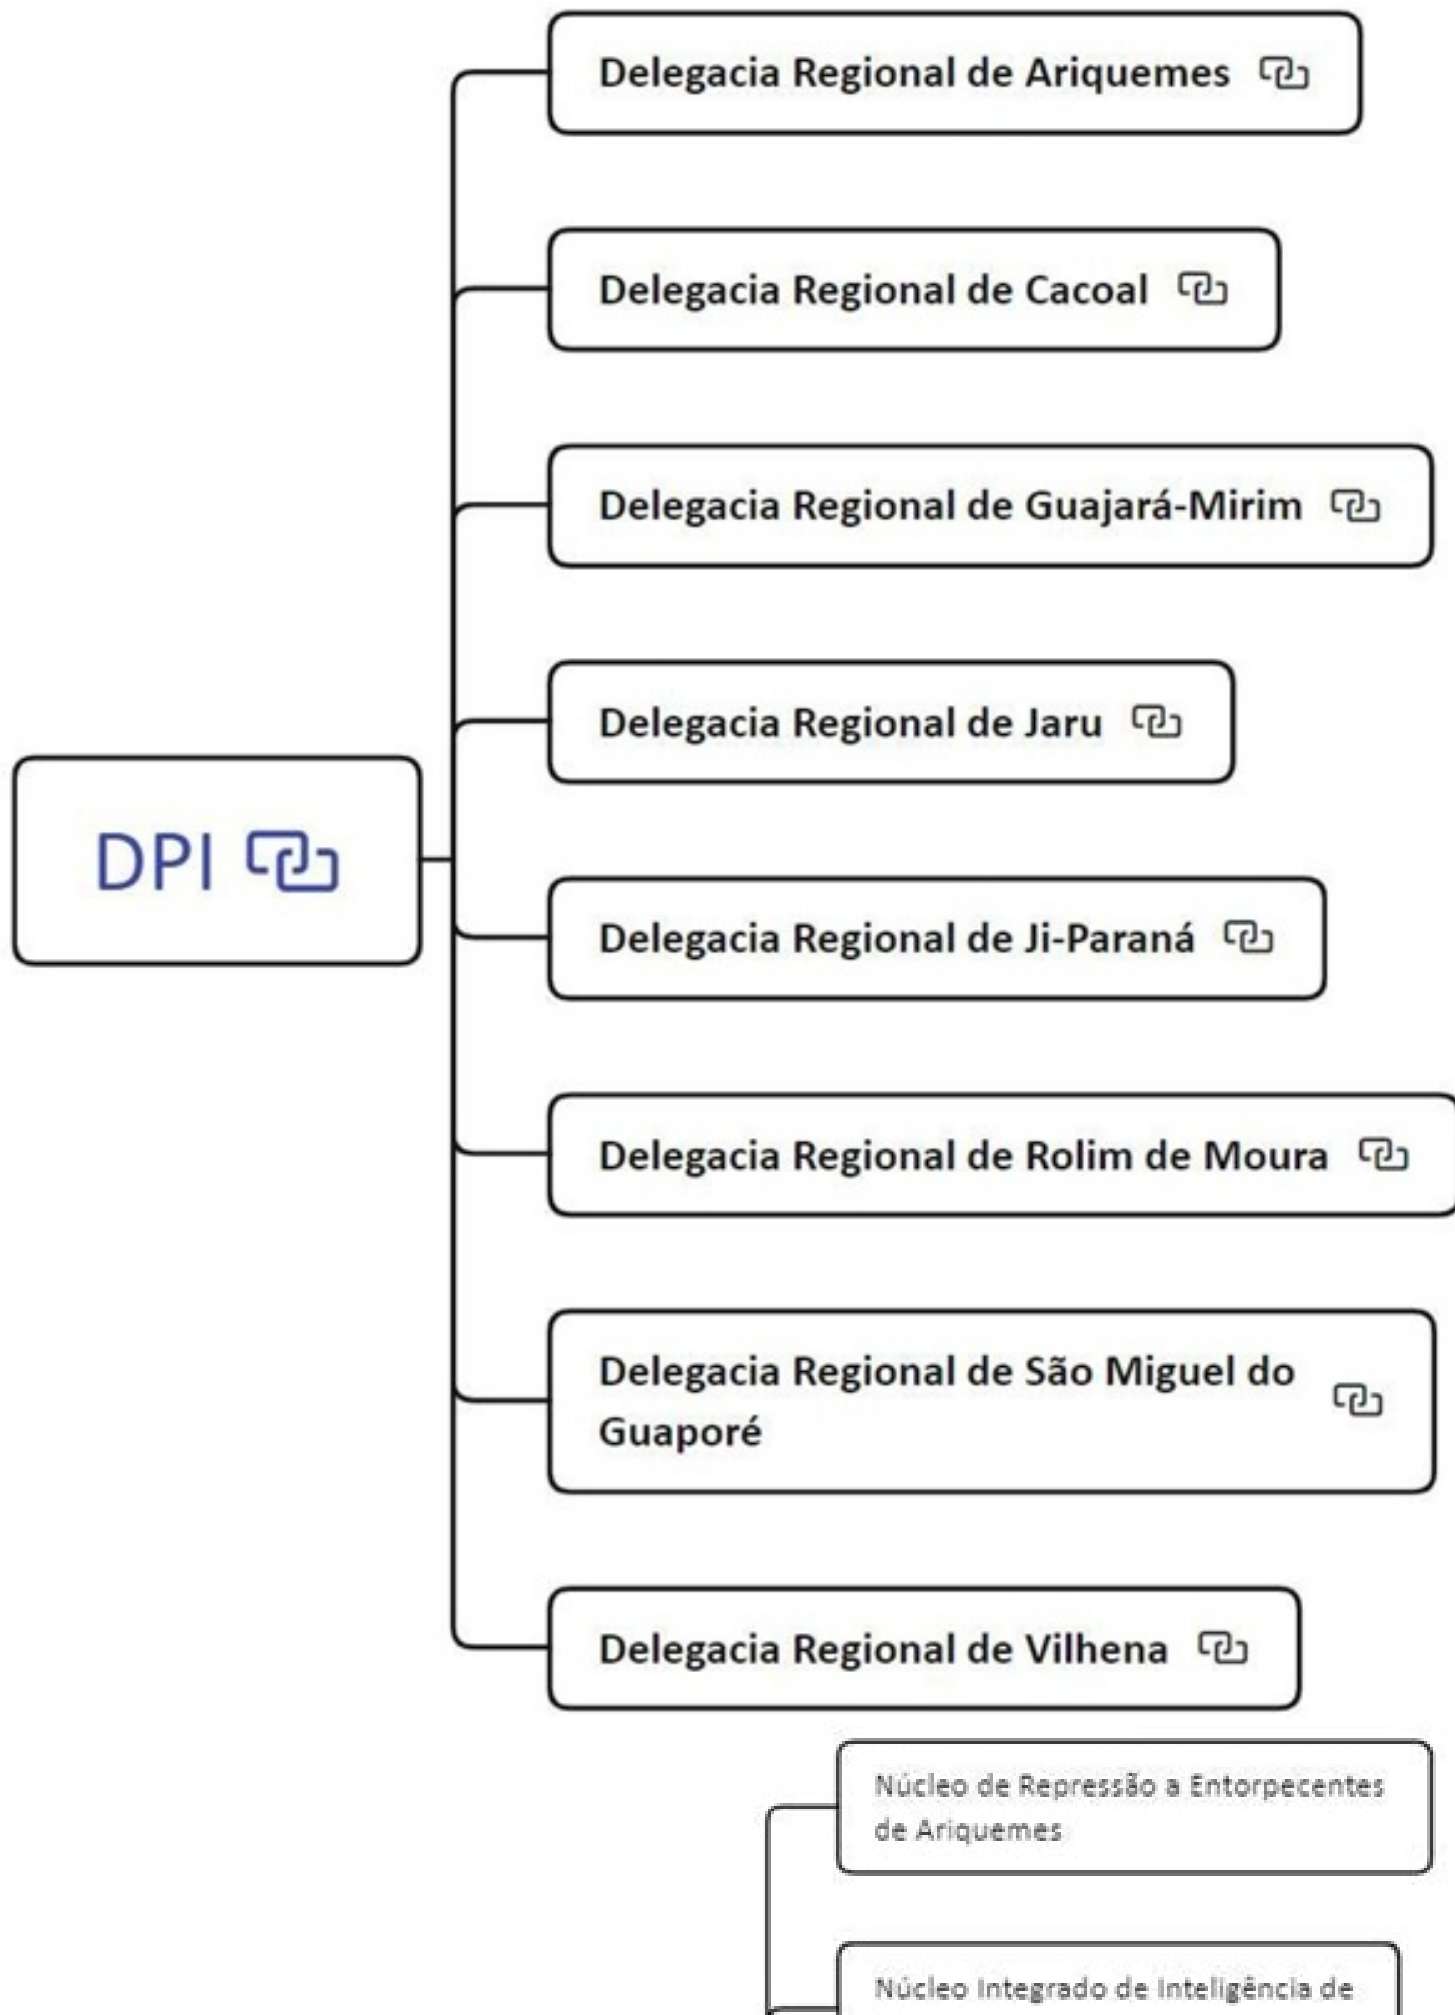 Delegacia Regional de Ariquemes
Delegacia Regional de Cacoal
Delegacia Regional de Guajará-Mirim
Delegacia Regional de Jaru
DPI
Delegacia Regional de Ji-Paraná
Delegacia Regional de Rolim de Moura
Delegacia Regional de São Miguel do
Guaporé
Delegacia Regional de Vilhena
Núcleo de Repressão a Entorpecentes
de Ariquemes
Núcleo Integrado de Inteligência de